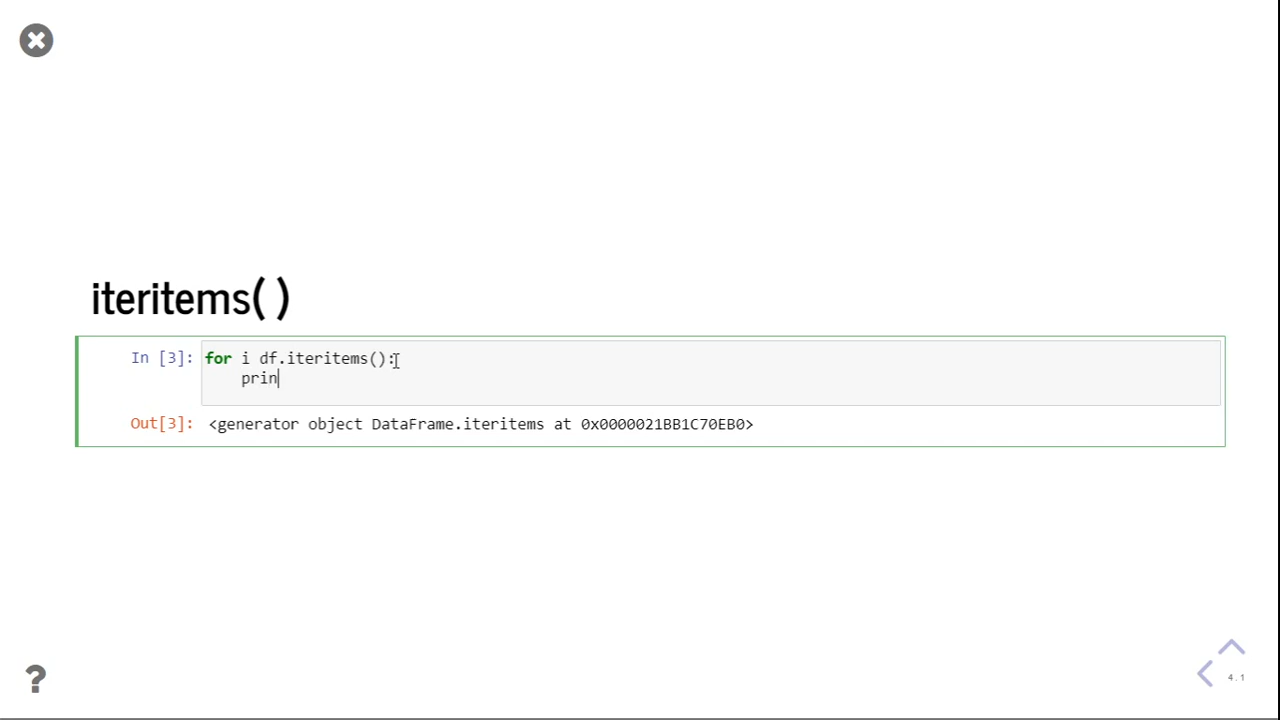 iteritems( )
In [3]: for i df.iteritems():
prin
Out[3]: <generator object DataFrame.iteritems at 0x0000021BB1C70EB0>
?
4.1